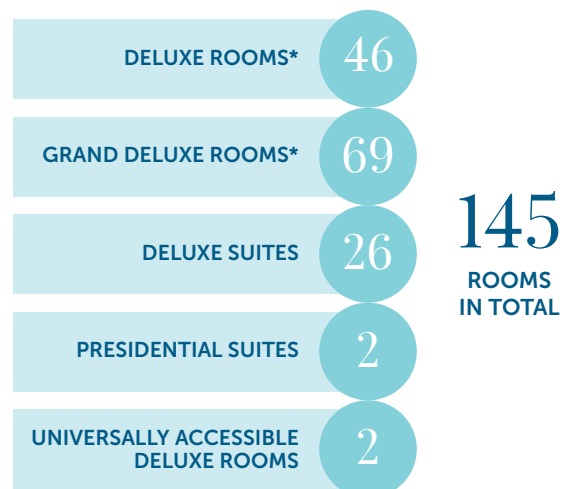 DELUXE ROOMS* 46
GRAND DELUXE ROOMS* 69
DELUXE SUITES 26
PRESIDENTIAL SUITES 2
UNIVERSALLY ACCESSIBLE
DELUXE ROOMS 2
145
ROOMS
IN TOTAL